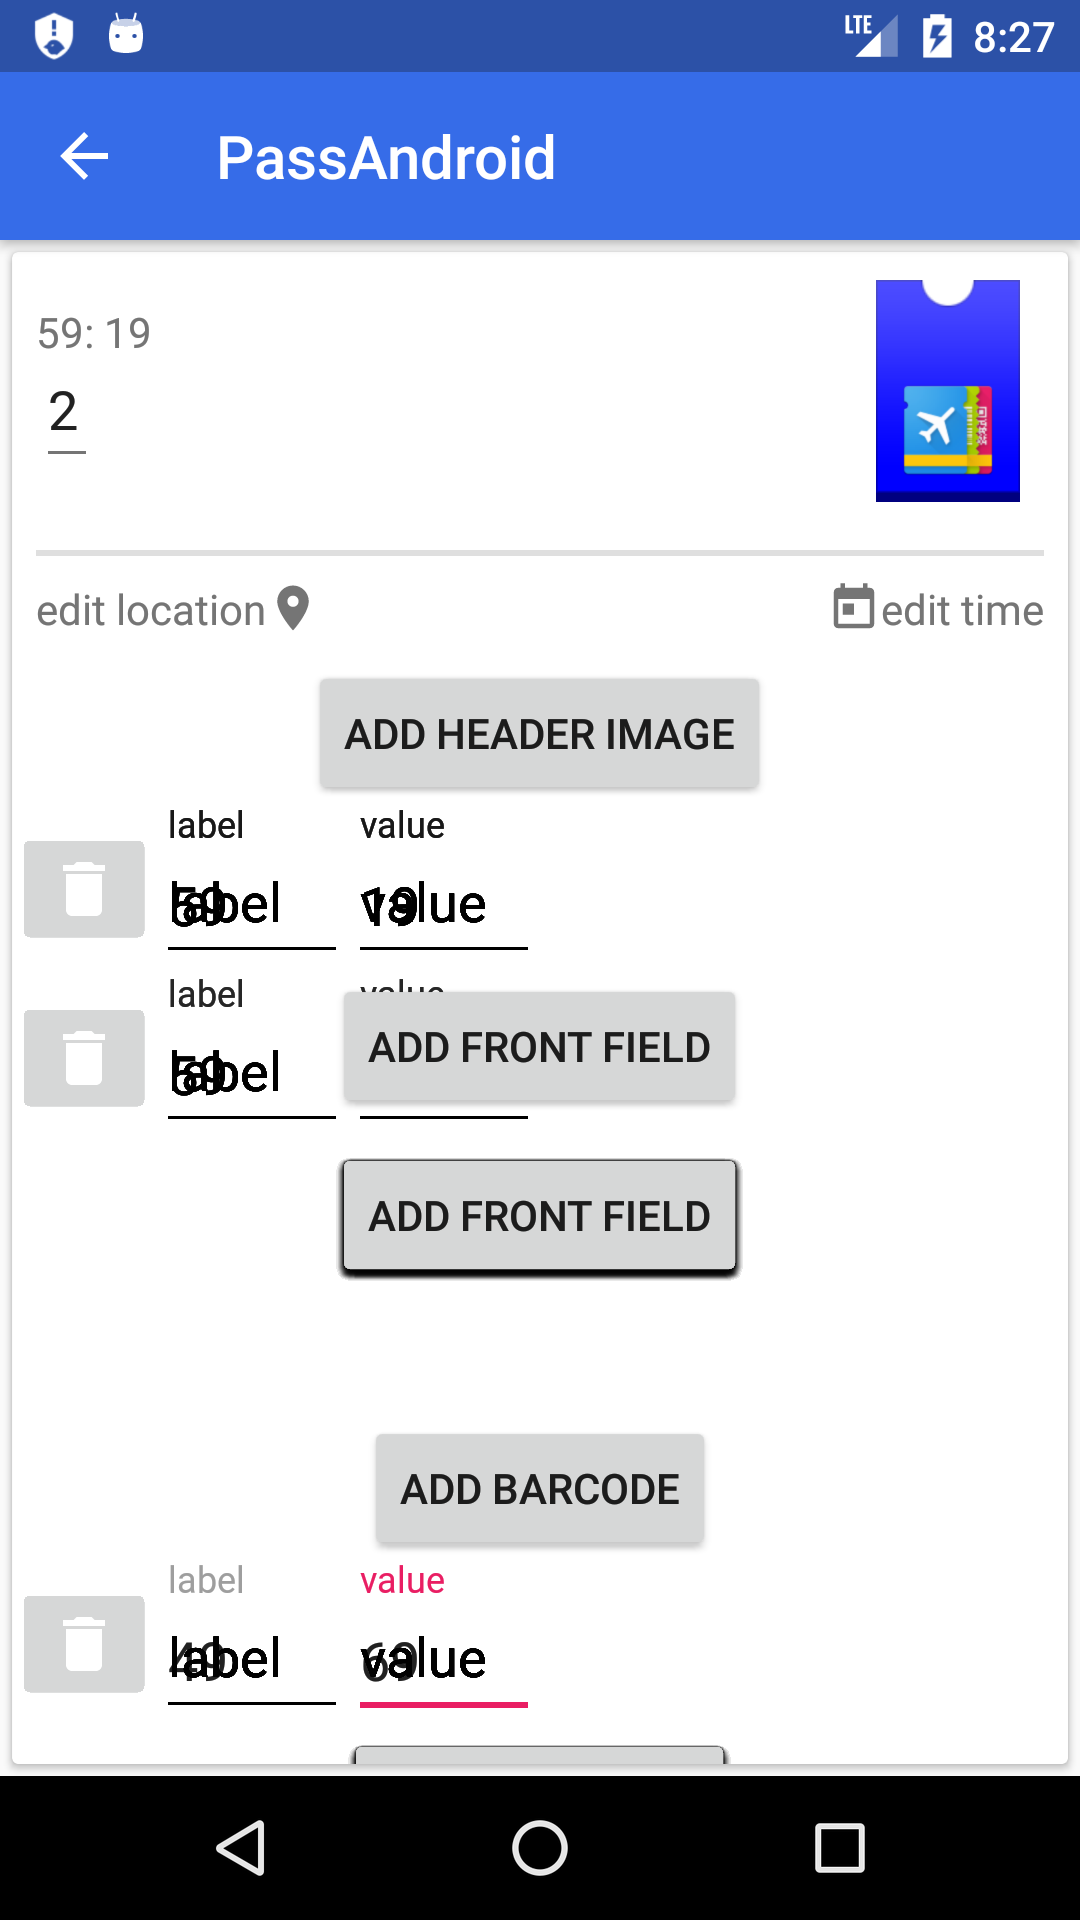 LTE 8:27
PassAndroid
59: 19
2
edit location edit time
ADD HEADER IMAGE
label value
59 label 19 value
label value
59 label
ADD FRONT FIELD
ADD FRONT FIELD
ADD BARCODE
label value
49 label 69 value